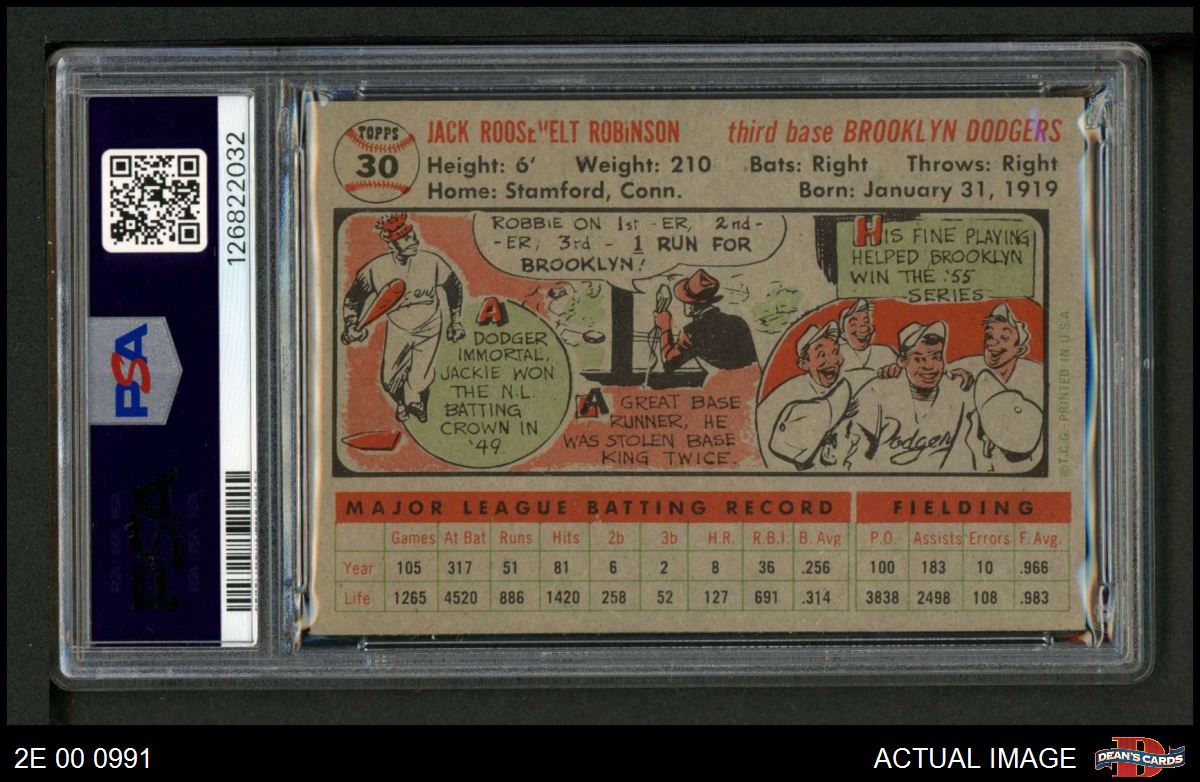 126822032
PSA
PSA
TOPPS
30
JACK ROOSEVELT ROBINSON third base BROOKLYN DODGERS
Height: 6' Weight: 210 Bats: Right Throws: Right
Home: Stamford, Conn. Born: January 31, 1919
ROBBIE ON 1st -ER, 2nd-
-ER, 3rd - 1 RUN FOR
BROOKLYN!
A
DODGER
IMMORTAL,
JACKIE WON
THE N.L.
BATTING
CROWN IN
'49.
A GREAT BASE
RUNNER, HE
WAS STOLEN BASE
KING TWICE.
HIS FINE PLAYING
HELPED BROOKLYN
WIN THE '55
SERIES
Dodgers
© T.C.G.-PRINTED IN U.S.A.
MAJOR LEAGUE BATTING RECORD FIELDING
Games At Bat Runs Hits 2b 3b H.R. R.B.I. B. Avg P.O. Assists Errors F. Avg.
Year 105 317 51 81 6 2 8 36 .256 100 183 10 .966
Life 1265 4520 886 1420 258 52 127 691 .314 3838 2498 108 .983
2E 00 0991 ACTUAL IMAGE
DEAN'S CARDS